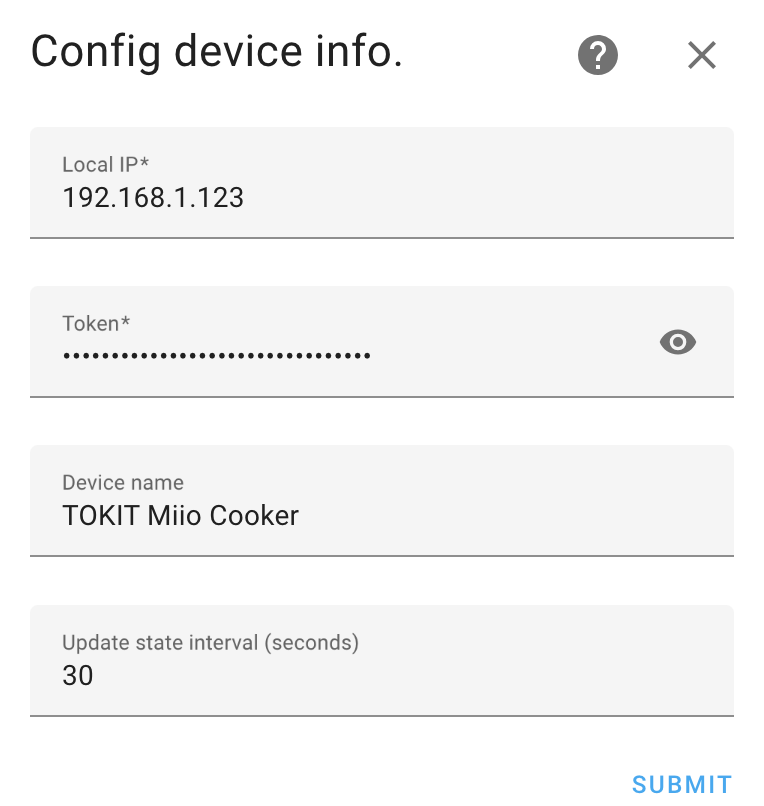 Config device info.
Local IP*
192.168.1.123
Token*
••••••••••••••••••••••••••••••••
Device name
TOKIT Miio Cooker
Update state interval (seconds)
30
SUBMIT